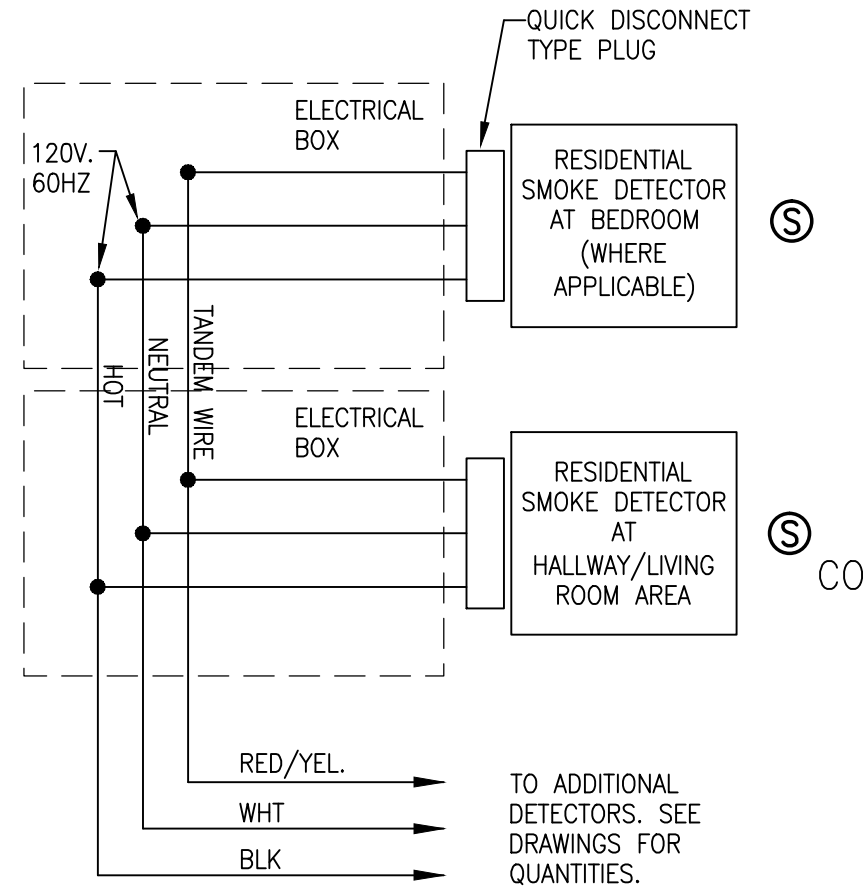 QUICK DISCONNECT
TYPE PLUG
ELECTRICAL
BOX
120V.
60HZ
RESIDENTIAL
SMOKE DETECTOR
AT BEDROOM
(WHERE
APPLICABLE)
S
HOT
NEUTRAL
TANDEM WIRE
ELECTRICAL
BOX
RESIDENTIAL
SMOKE DETECTOR
AT
HALLWAY/LIVING
ROOM AREA
S
CO
RED/YEL.
WHT
BLK
TO ADDITIONAL
DETECTORS. SEE
DRAWINGS FOR
QUANTITIES.